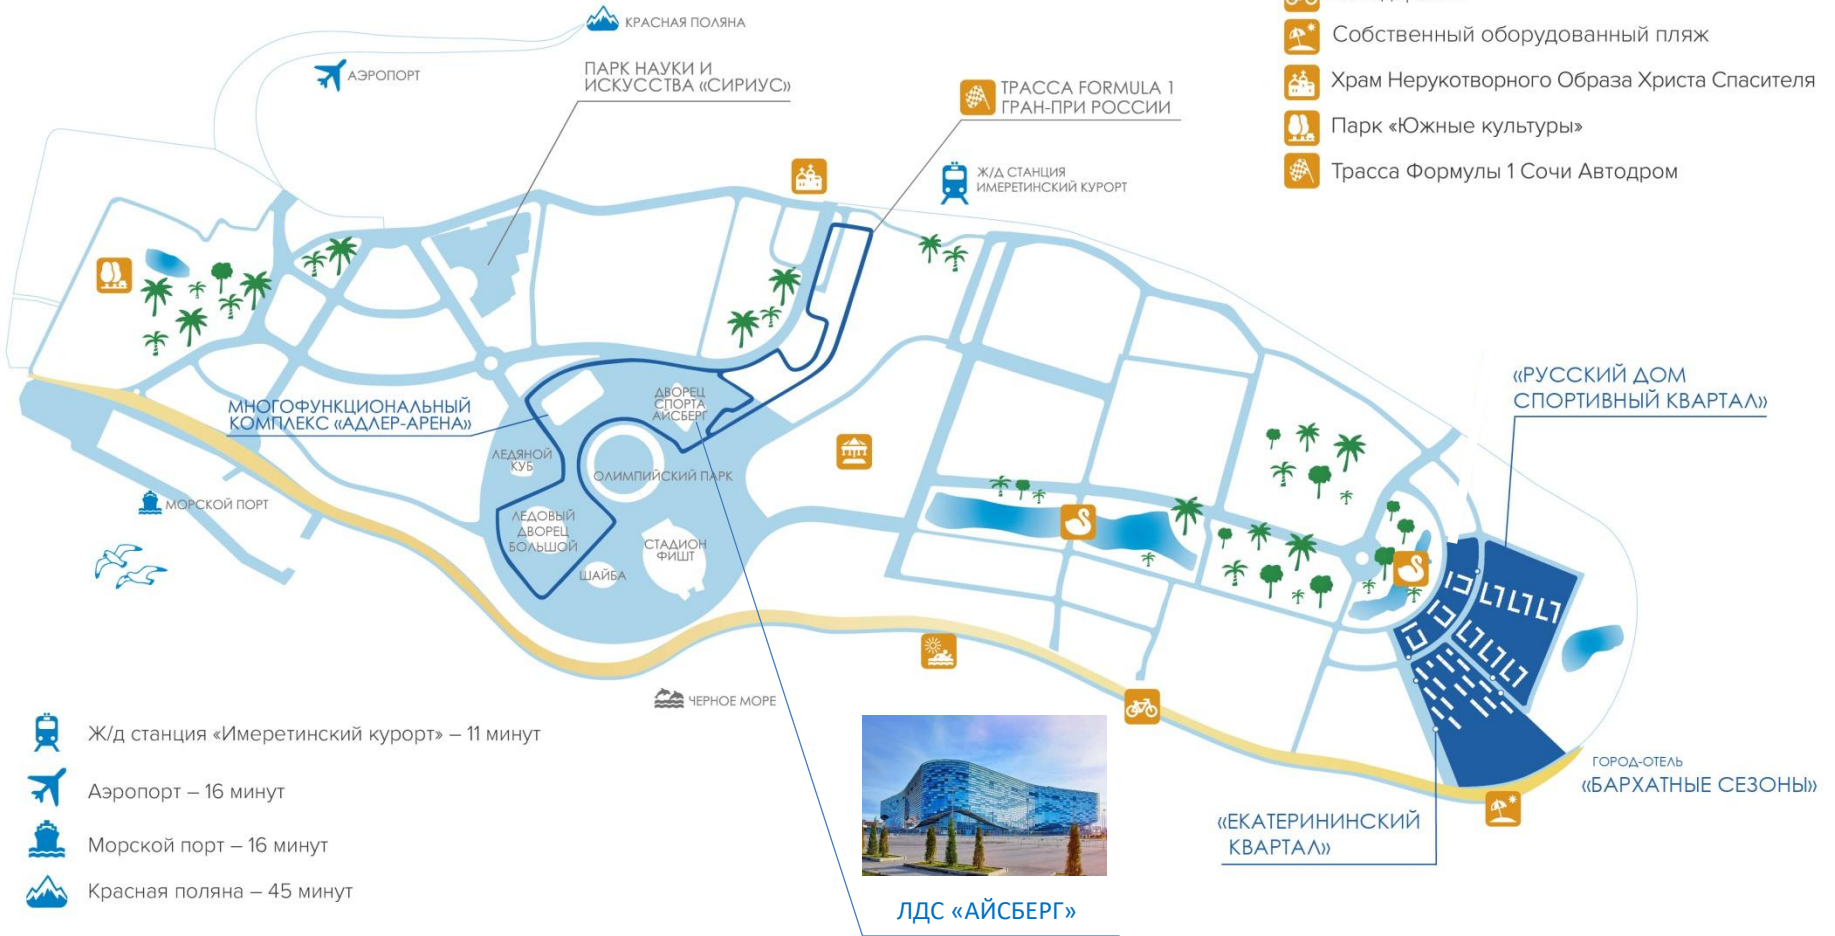 КРАСНАЯ ПОЛЯНА
АЭРОПОРТ
ПАРК НАУКИ И
ИСКУССТВА «СИРИУС»
ТРАССА FORMULA 1
ГРАН-ПРИ РОССИИ
Ж/Д СТАНЦИЯ
ИМЕРЕТИНСКИЙ КУРОРТ
Собственный оборудованный пляж
Храм Нерукотворного Образа Христа Спасителя
Парк «Южные культуры»
Трасса Формулы 1 Сочи Автодром
МНОГОФУНКЦИОНАЛЬНЫЙ
КОМПЛЕКС «АДЛЕР-АРЕНА»
ДВОРЕЦ
СПОРТА
АЙСБЕРГ
ЛЕДЯНОЙ
КУБ
ОЛИМПИЙСКИЙ ПАРК
ЛЕДОВЫЙ
ДВОРЕЦ
БОЛЬШОЙ
СТАДИОН
ФИШТ
ШАЙБА
МОРСКОЙ ПОРТ
ЧЕРНОЕ МОРЕ
«РУССКИЙ ДОМ
СПОРТИВНЫЙ КВАРТАЛ»
ГОРОД-ОТЕЛЬ
«БАРХАТНЫЕ СЕЗОНЫ»
«ЕКАТЕРИНИНСКИЙ
КВАРТАЛ»
Ж/д станция «Имеретинский курорт» – 11 минут
Аэропорт – 16 минут
Морской порт – 16 минут
Красная поляна – 45 минут
ЛДС «АЙСБЕРГ»